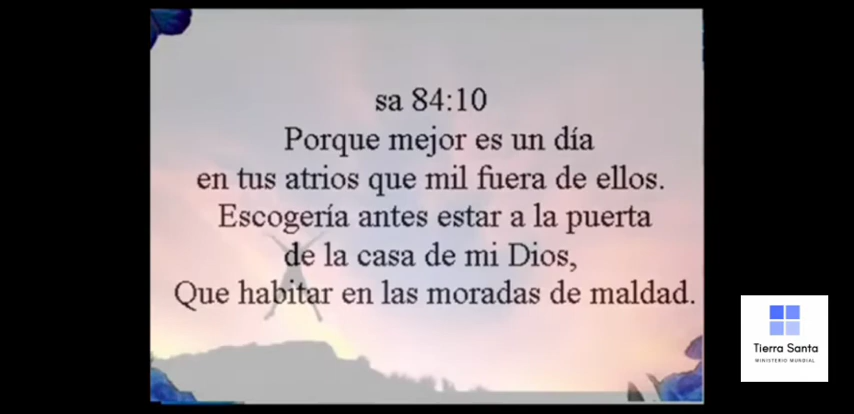 sa 84:10
Porque mejor es un día
en tus atrios que mil fuera de ellos.
Escogería antes estar a la puerta
de la casa de mi Dios,
Que habitar en las moradas de maldad.
Tierra Santa
MINISTERIO MUNDIAL